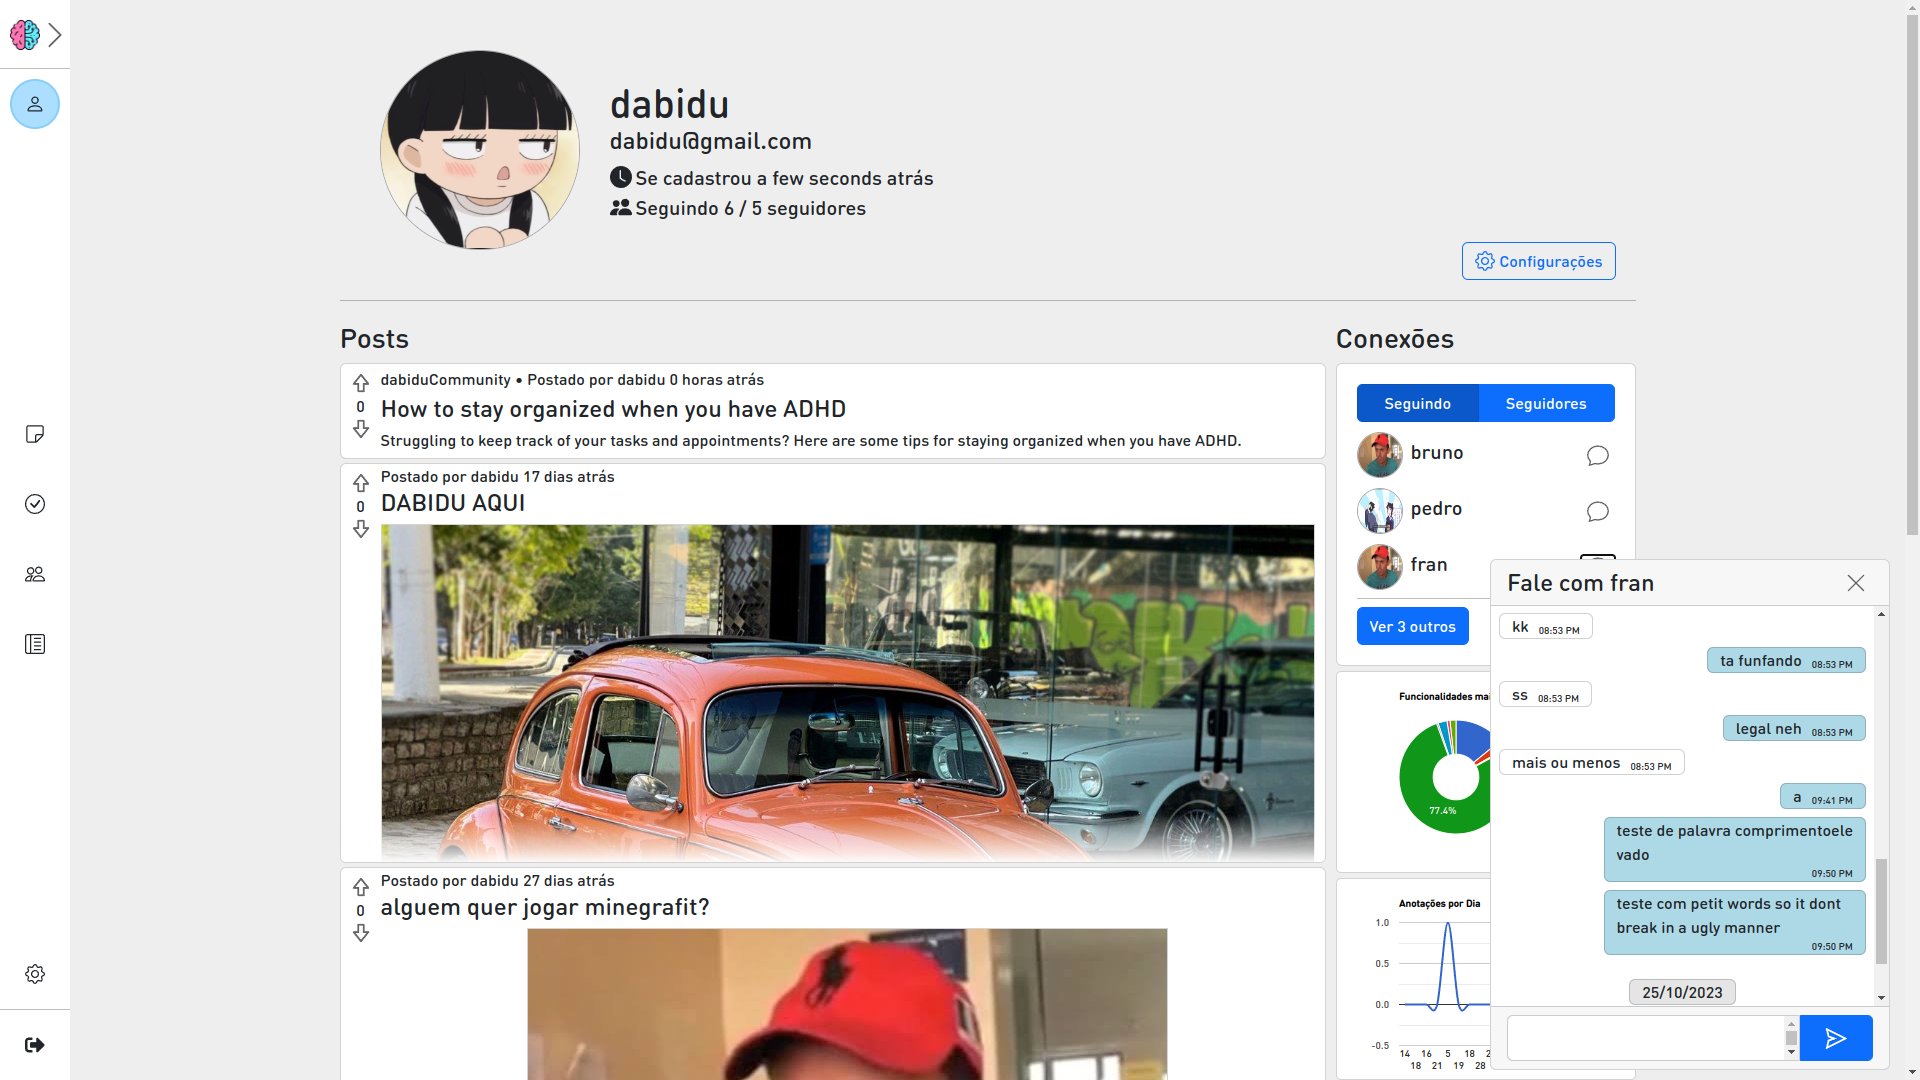 dabidu
dabidu@gmail.com
Se cadastrou a few seconds atrás
Seguindo 6 / 5 seguidores
Configurações
Posts
dabiduCommunity • Postado por dabidu 0 horas atrás
0
How to stay organized when you have ADHD
Struggling to keep track of your tasks and appointments? Here are some tips for staying organized when you have ADHD.
Postado por dabidu 17 dias atrás
0
DABIDU AQUI
Postado por dabidu 27 dias atrás
0
alguem quer jogar minegrafit?
Conexões
Seguindo
Seguidores
bruno
pedro
fran
Ver 3 outros
Funcionalidades mai
77.4%
Anotações por Dia
1.0
0.5
0.0
-0.5
14 16 5 18 2
18 21 19 28
Fale com fran
kk 08:53 PM
ta funfando 08:53 PM
ss 08:53 PM
legal neh 08:53 PM
mais ou menos 08:53 PM
a 09:41 PM
teste de palavra comprimentoele
vado
09:50 PM
teste com petit words so it dont
break in a ugly manner
09:50 PM
25/10/2023